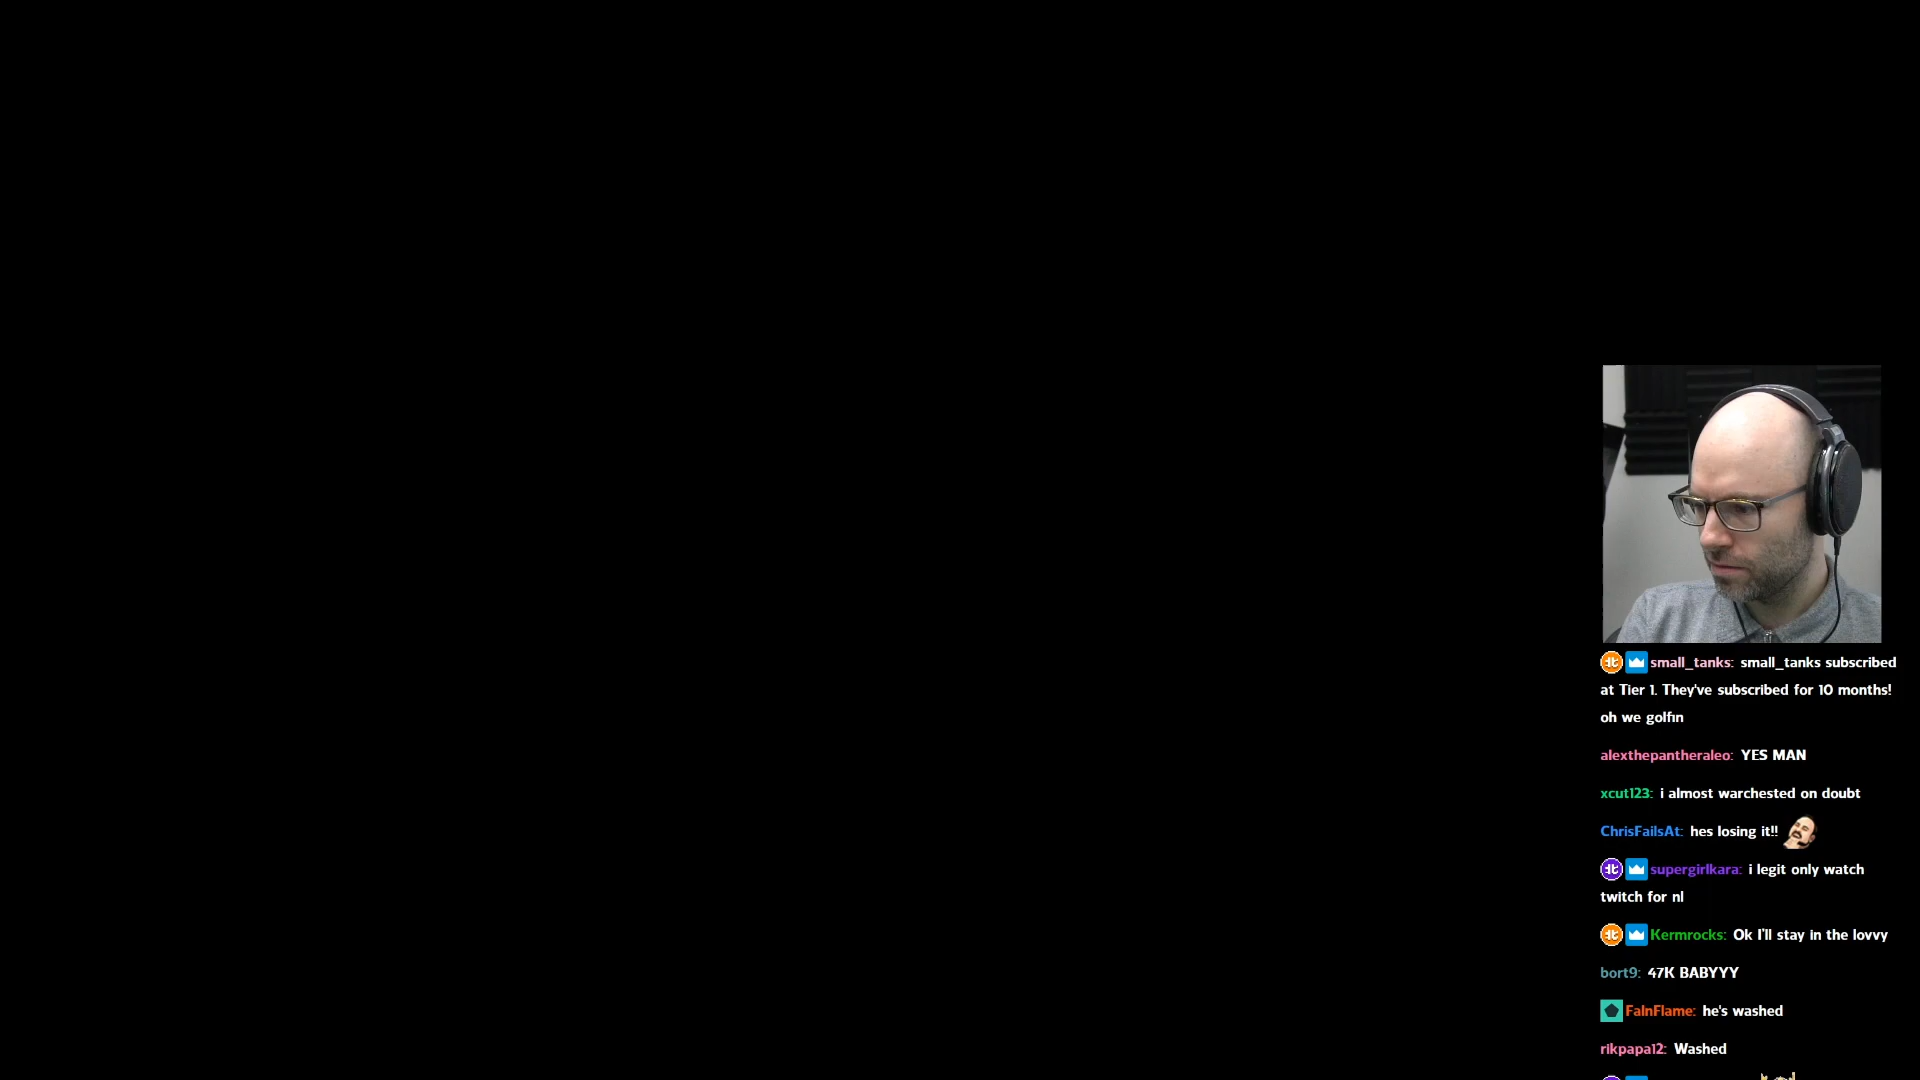 small_tanks: small_tanks subscribed
at Tier 1. They've subscribed for 10 months!
oh we golfin
alexthepantheraleo: YES MAN
xcut123: i almost warchested on doubt
ChrisFailsAt: hes losing it!!
supergirlkara: i legit only watch
twitch for nl
Kermrocks: Ok I'll stay in the lovvy
bort9: 47K BABYYY
FalnFlame: he's washed
rikpapa12: Washed